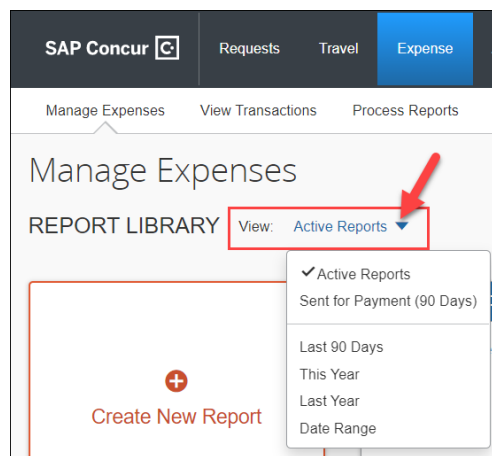 SAP Concur C. Requests Travel Expense
Manage Expenses View Transactions Process Reports
Manage Expenses
REPORT LIBRARY View: Active Reports
Active Reports
Sent for Payment (90 Days)
Last 90 Days
This Year
Last Year
Date Range
Create New Report